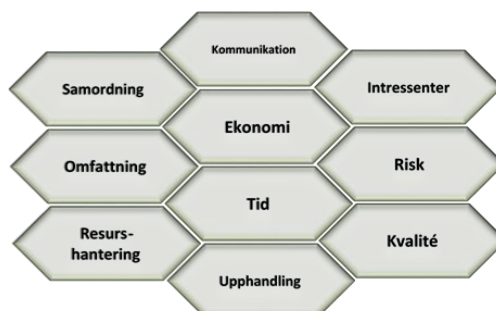 Kommunikation
Samordning
Intressenter
Ekonomi
Omfattning
Risk
Tid
Resurs-
hantering
Kvalité
Upphandling